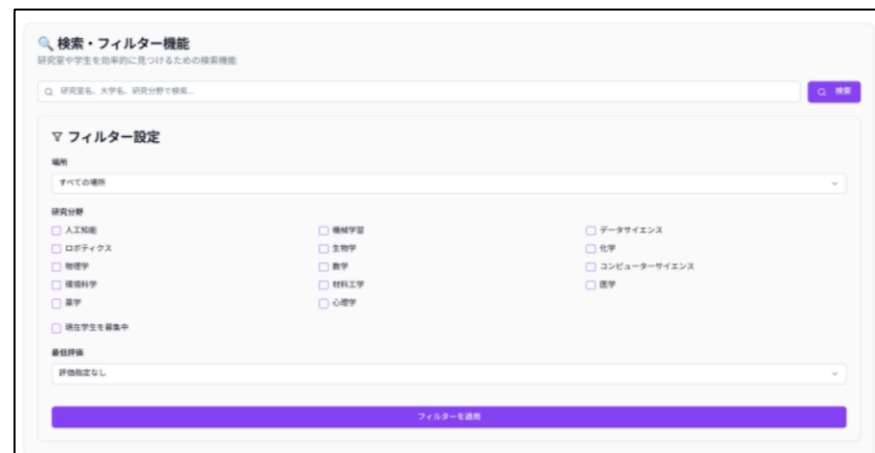 🔍 検索・フィルター機能
研究室や学生を効率的に見つけるための検索機能
研究室名、大学名、研究分野で検索...
検索
フィルター設定
場所
すべての場所
研究分野
人工知能 機械学習 データサイエンス
ロボティクス 生物学 化学
物理学 数学 コンピューターサイエンス
環境科学 材料工学 医学
薬学 心理学
現在学生を募集中
最低評価
評価指定なし
フィルターを適用